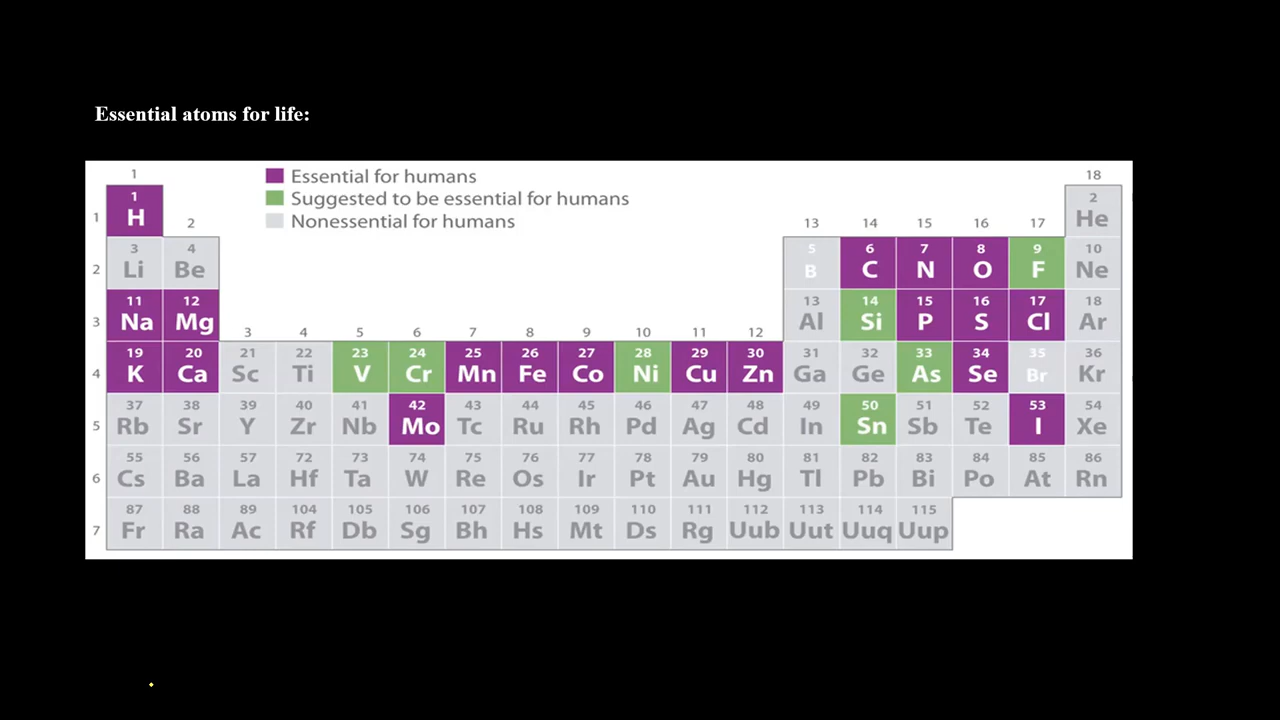 Essential atoms for life:
1 18
Essential for humans
Suggested to be essential for humans
Nonessential for humans
1 1 H 2 13 14 15 16 17 2 He
2 3 Li 4 Be 5 B 6 C 7 N 8 O 9 F 10 Ne
3 11 Na 12 Mg 3 4 5 6 7 8 9 10 11 12 13 Al 14 Si 15 P 16 S 17 Cl 18 Ar
4 19 K 20 Ca 21 Sc 22 Ti 23 V 24 Cr 25 Mn 26 Fe 27 Co 28 Ni 29 Cu 30 Zn 31 Ga 32 Ge 33 As 34 Se 35 Br 36 Kr
5 37 Rb 38 Sr 39 Y 40 Zr 41 Nb 42 Mo 43 Tc 44 Ru 45 Rh 46 Pd 47 Ag 48 Cd 49 In 50 Sn 51 Sb 52 Te 53 I 54 Xe
6 55 Cs 56 Ba 57 La 72 Hf 73 Ta 74 W 75 Re 76 Os 77 Ir 78 Pt 79 Au 80 Hg 81 Tl 82 Pb 83 Bi 84 Po 85 At 86 Rn
7 87 Fr 88 Ra 89 Ac 104 Rf 105 Db 106 Sg 107 Bh 108 Hs 109 Mt 110 Ds 111 Rg 112 Uub 113 Uut 114 Uuq 115 Uup